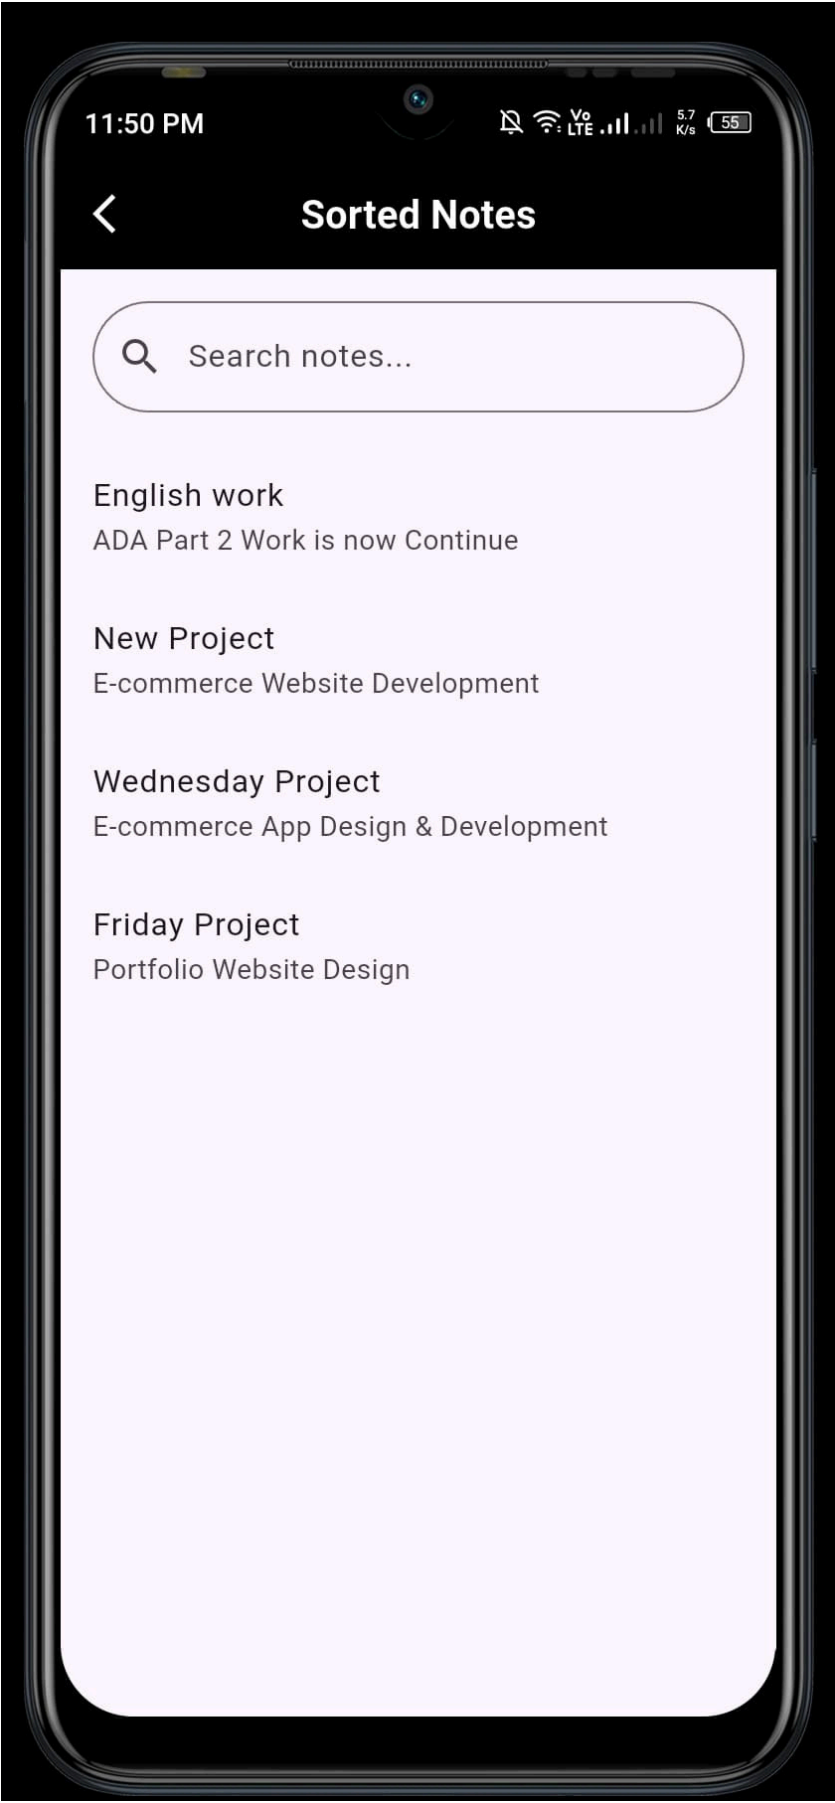 11:50 PM Vo LTE 5.7 K/s 55
Sorted Notes
Search notes...
English work
ADA Part 2 Work is now Continue
New Project
E-commerce Website Development
Wednesday Project
E-commerce App Design & Development
Friday Project
Portfolio Website Design